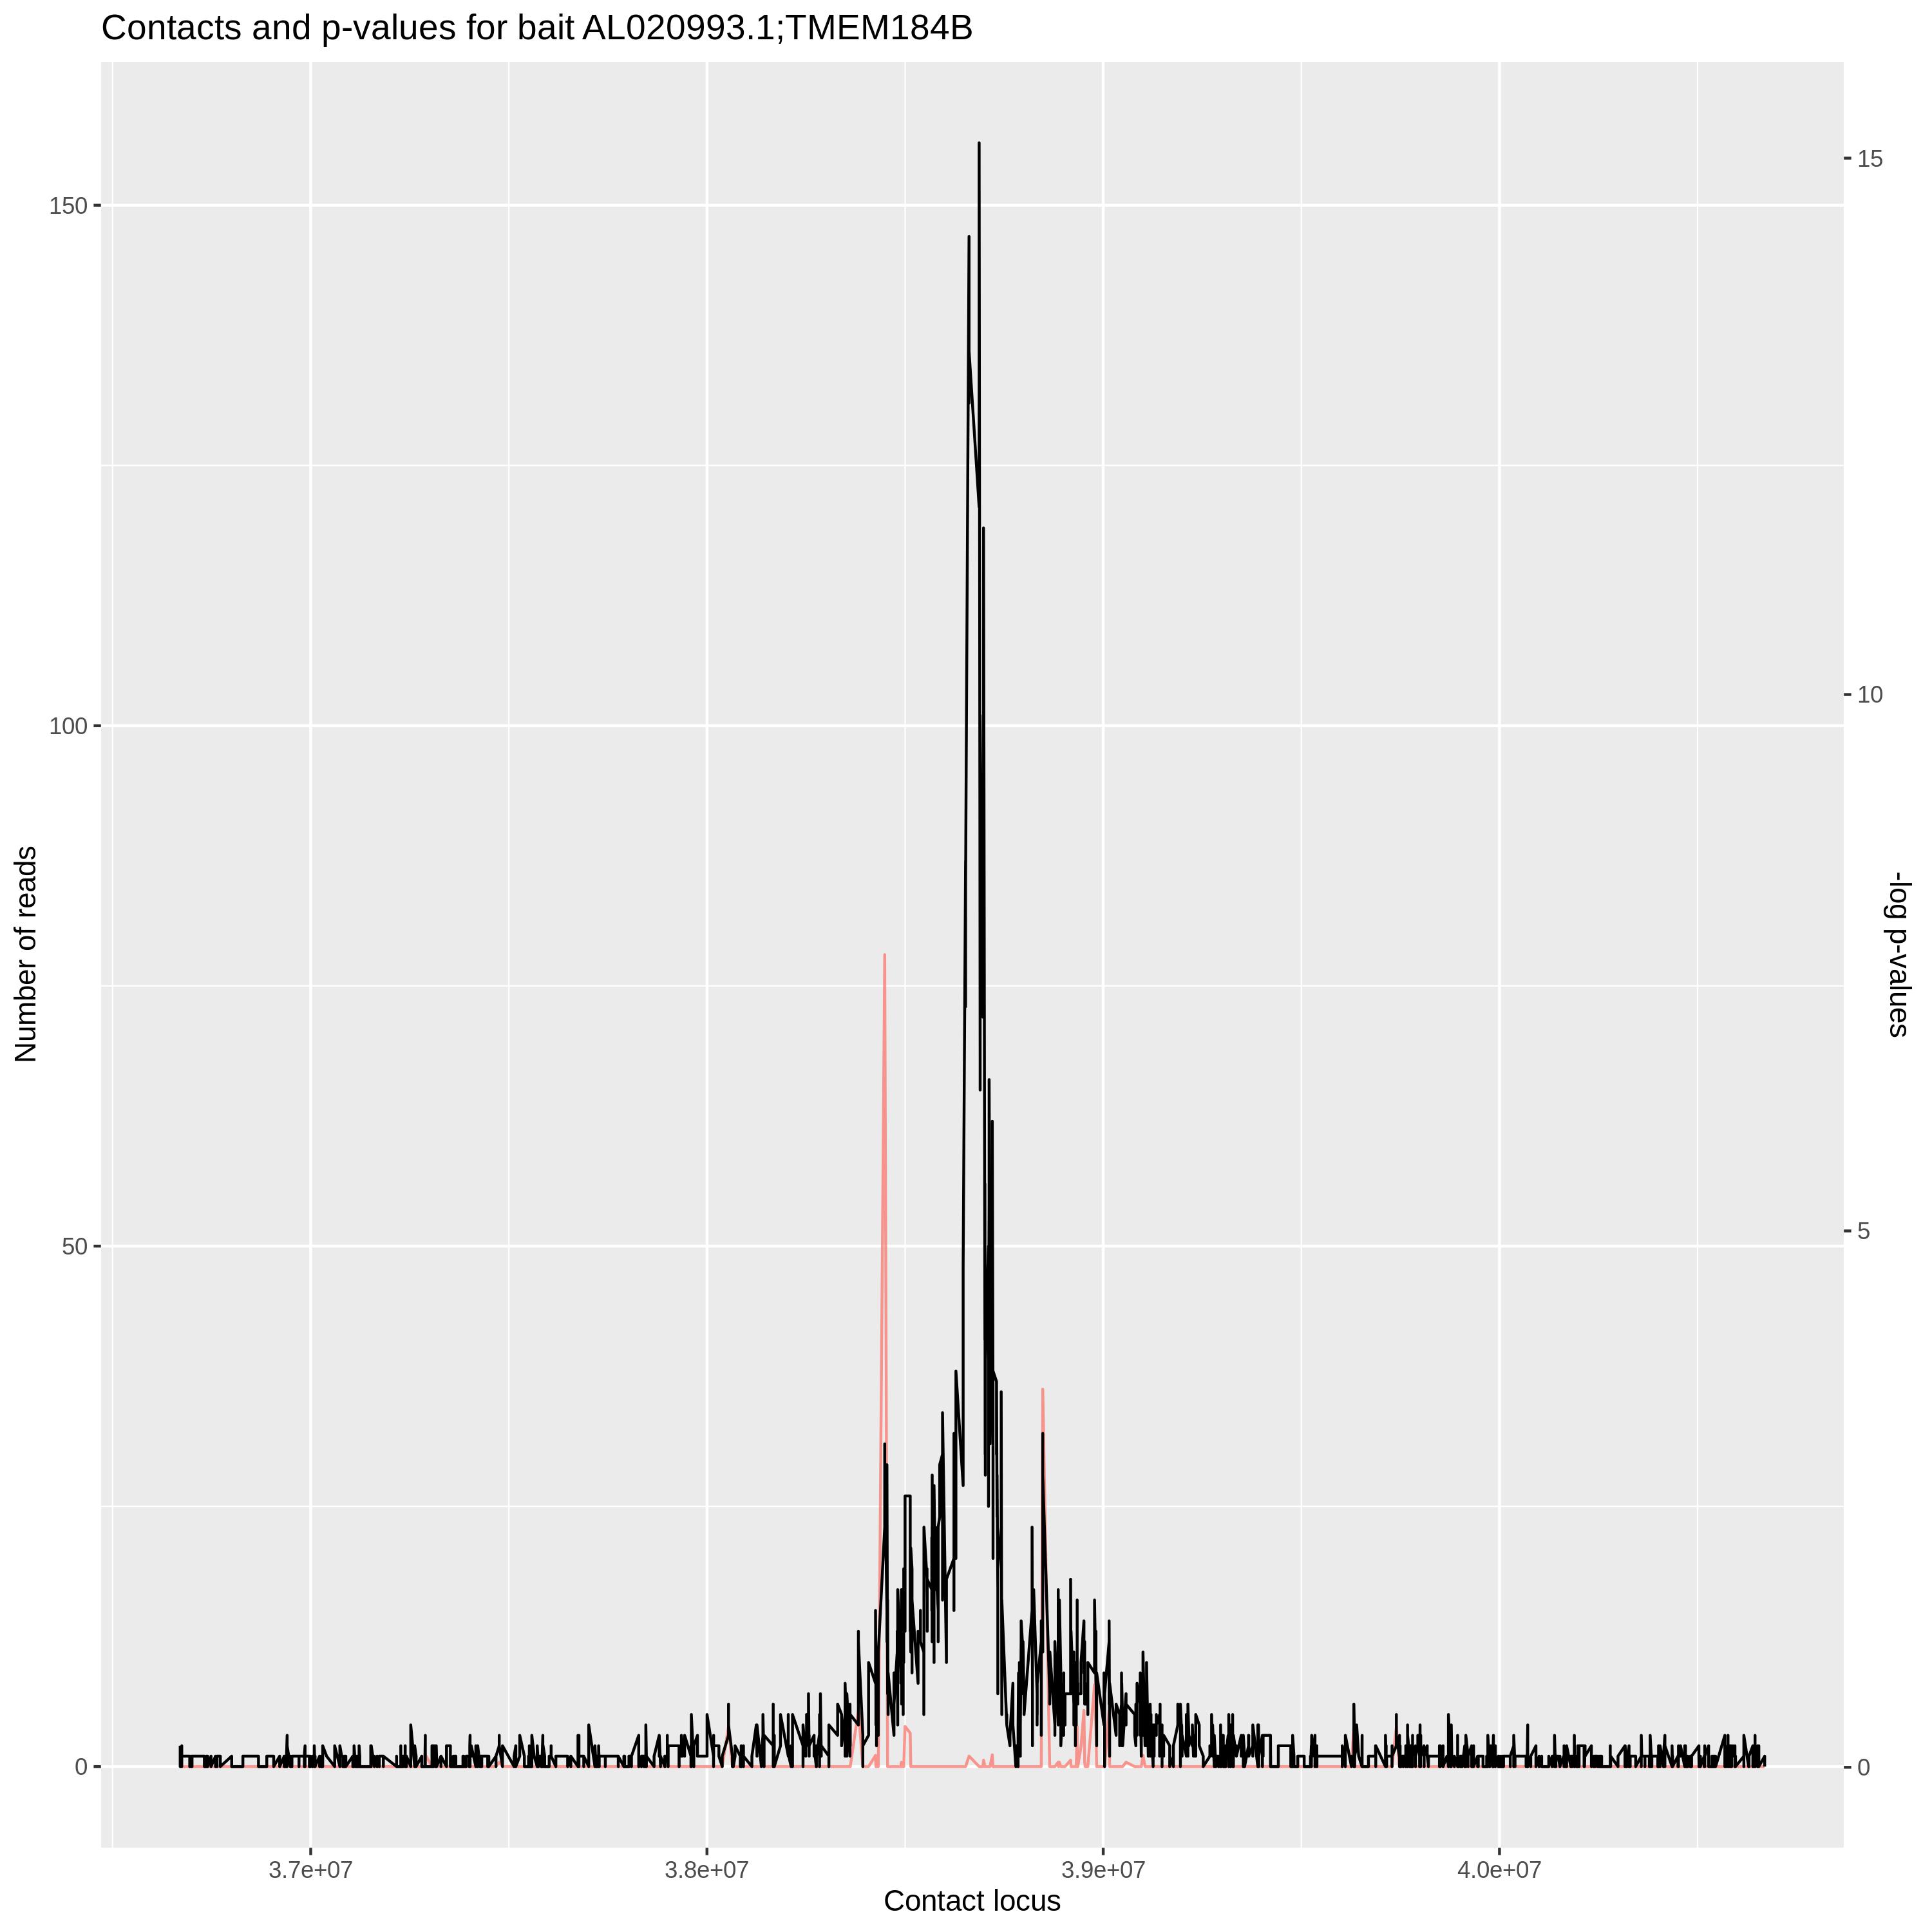 Contacts and p-values for bait AL020993.1;TMEM184B
150
100
50
0
Number of reads
15
10
5
0
-log p-values
3.7e+07
3.8e+07
3.9e+07
4.0e+07
Contact locus